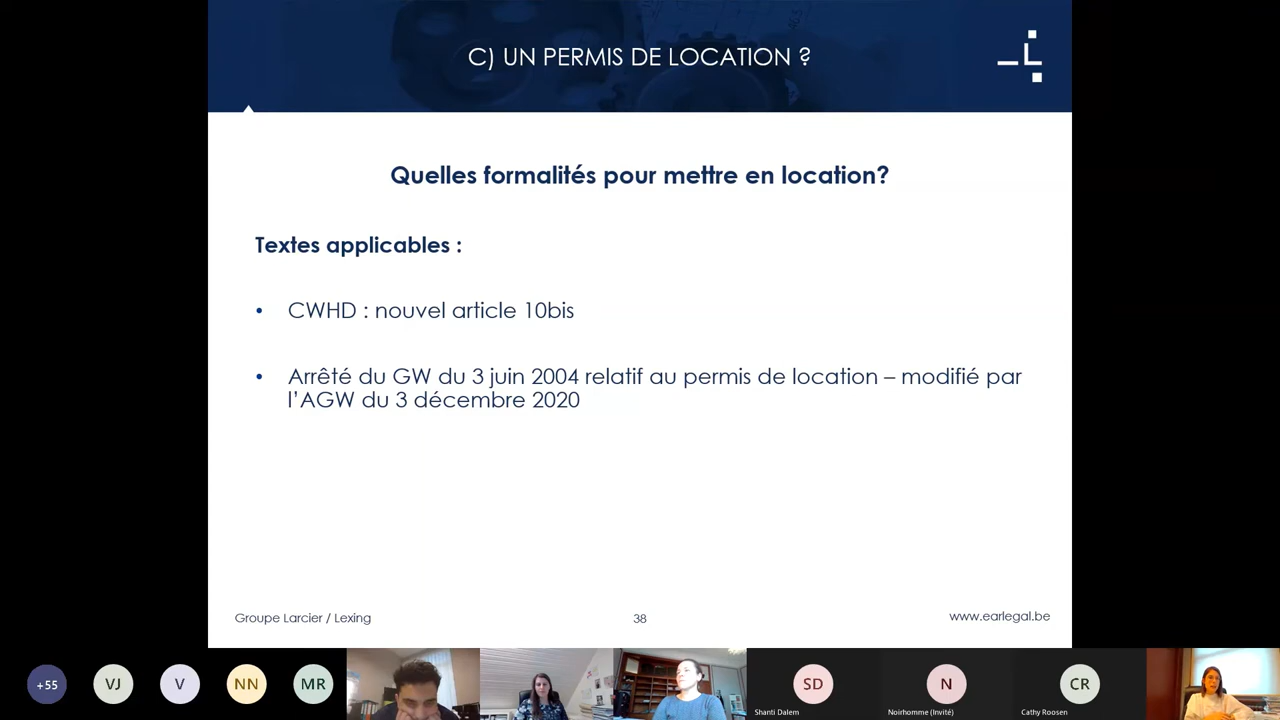 C) UN PERMIS DE LOCATION ?
Quelles formalités pour mettre en location?
Textes applicables :
• CWHD : nouvel article 10bis
• Arrêté du GW du 3 juin 2004 relatif au permis de location – modifié par
l'AGW du 3 décembre 2020
Groupe Larcier / Lexing
38
www.earlegal.be
+55
VJ
V
NN
MR
SD
N
CR
Shanti Dalem
Noirhomme (Invité)
Cathy Roosen